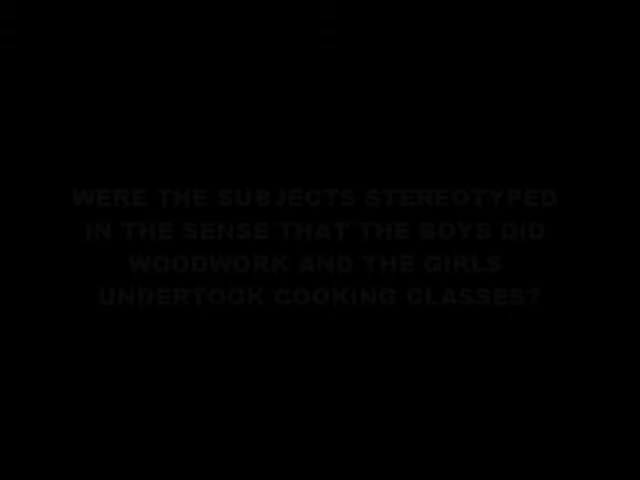 WERE THE SUBJECTS STEREOTYPED
IN THE SENSE THAT THE BOYS DID
WOODWORK AND THE GIRLS
UNDERTOOK COOKING CLASSES?